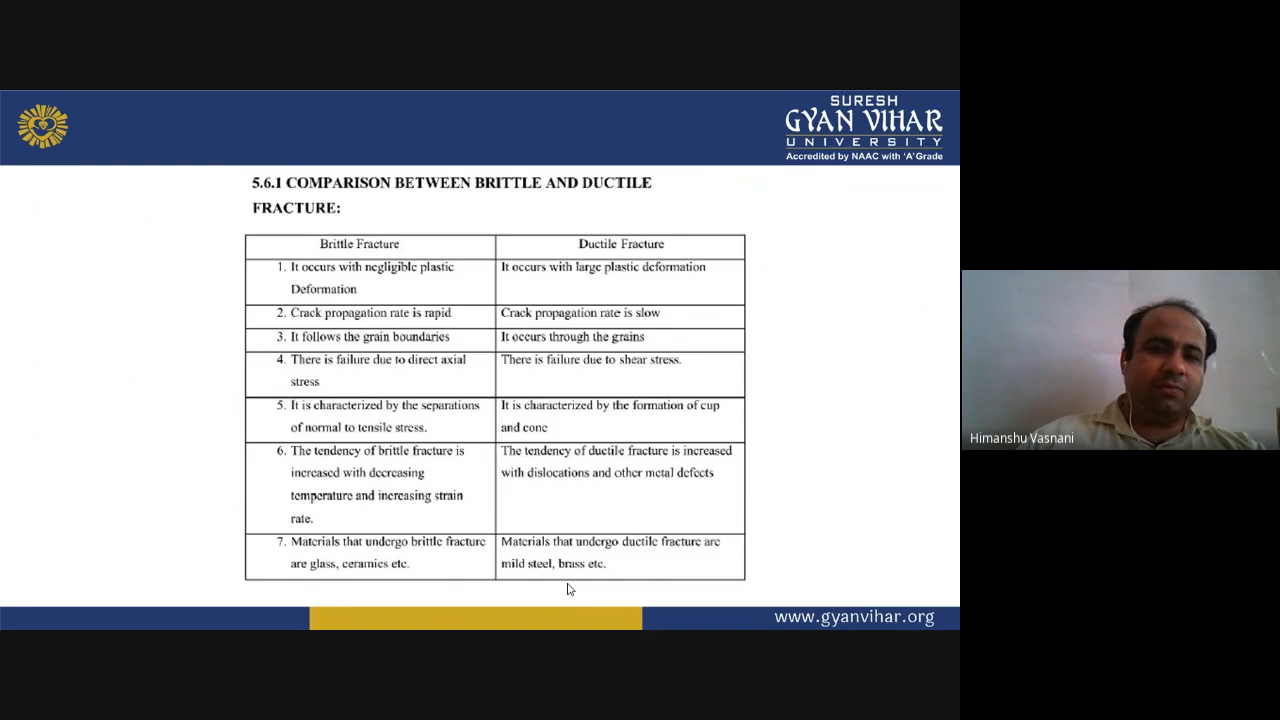 SURESH
GYAN VIHAR
UNIVERSITY
Accredited by NAAC with 'A' Grade
5.6.1 COMPARISON BETWEEN BRITTLE AND DUCTILE
FRACTURE:
Brittle Fracture
Ductile Fracture
1. It occurs with negligible plastic
Deformation
It occurs with large plastic deformation
2. Crack propagation rate is rapid
Crack propagation rate is slow
3. It follows the grain boundaries
It occurs through the grains
4. There is failure due to direct axial
stress
There is failure due to shear stress.
5. It is characterized by the separations
of normal to tensile stress.
It is characterized by the formation of cup
and cone
6. The tendency of brittle fracture is
increased with decreasing
temperature and increasing strain
rate.
The tendency of ductile fracture is increased
with dislocations and other metal defects
7. Materials that undergo brittle fracture
are glass, ceramics etc.
Materials that undergo ductile fracture are
mild steel, brass etc.
www.gyanvihar.org
Himanshu Vasnani